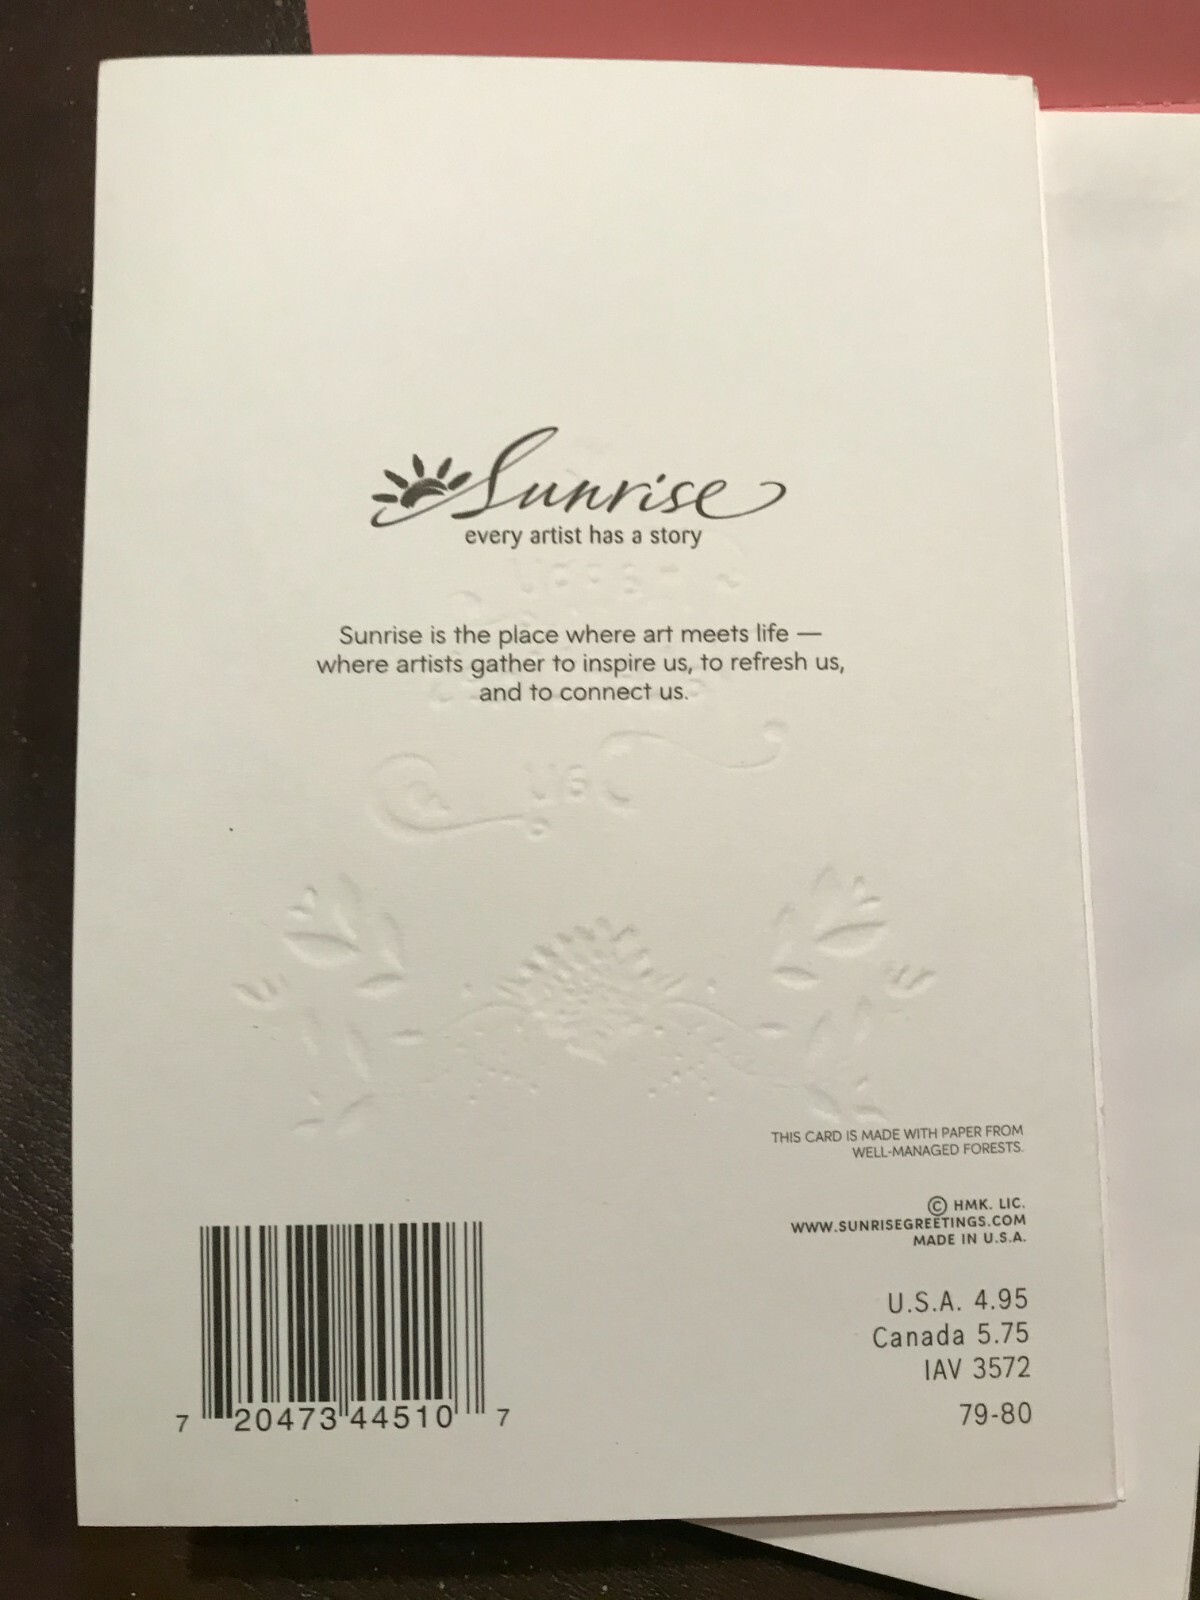 Sunrise
every artist has a story
Sunrise is the place where art meets life —
where artists gather to inspire us, to refresh us,
and to connect us.
THIS CARD IS MADE WITH PAPER FROM
WELL-MANAGED FORESTS.
© HMK. LIC.
WWW.SUNRISEGREETINGS.COM
MADE IN U.S.A.
U.S.A. 4.95
Canada 5.75
IAV 3572
79-80
7 20473 44510 7